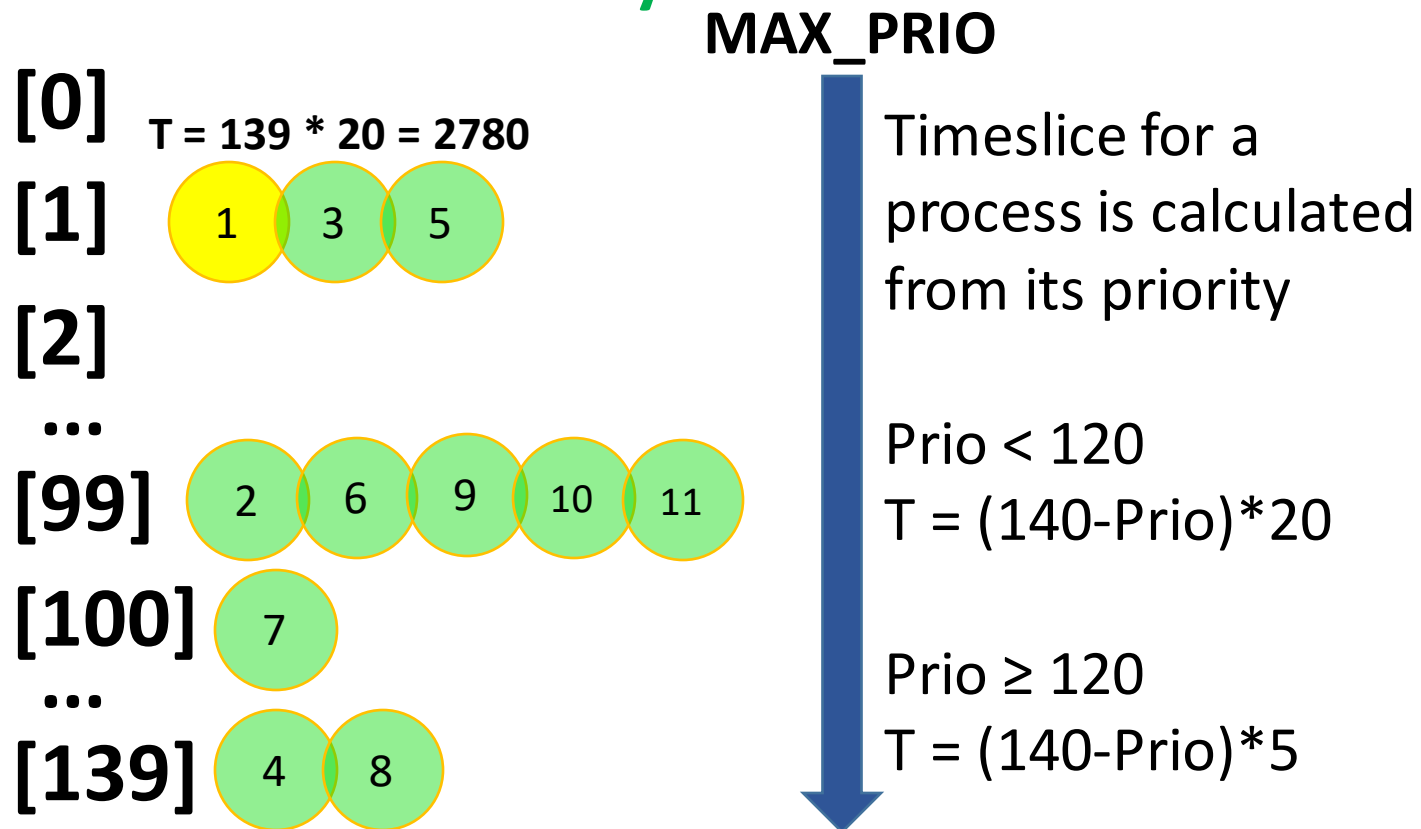 MAX_PRIO
[0]
T = 139 * 20 = 2780
[1] 1 3 5
[2]
...
[99] 2 6 9 10 11
[100] 7
...
[139] 4 8
Timeslice for a
process is calculated
from its priority
Prio < 120
T = (140-Prio)*20
Prio ≥ 120
T = (140-Prio)*5